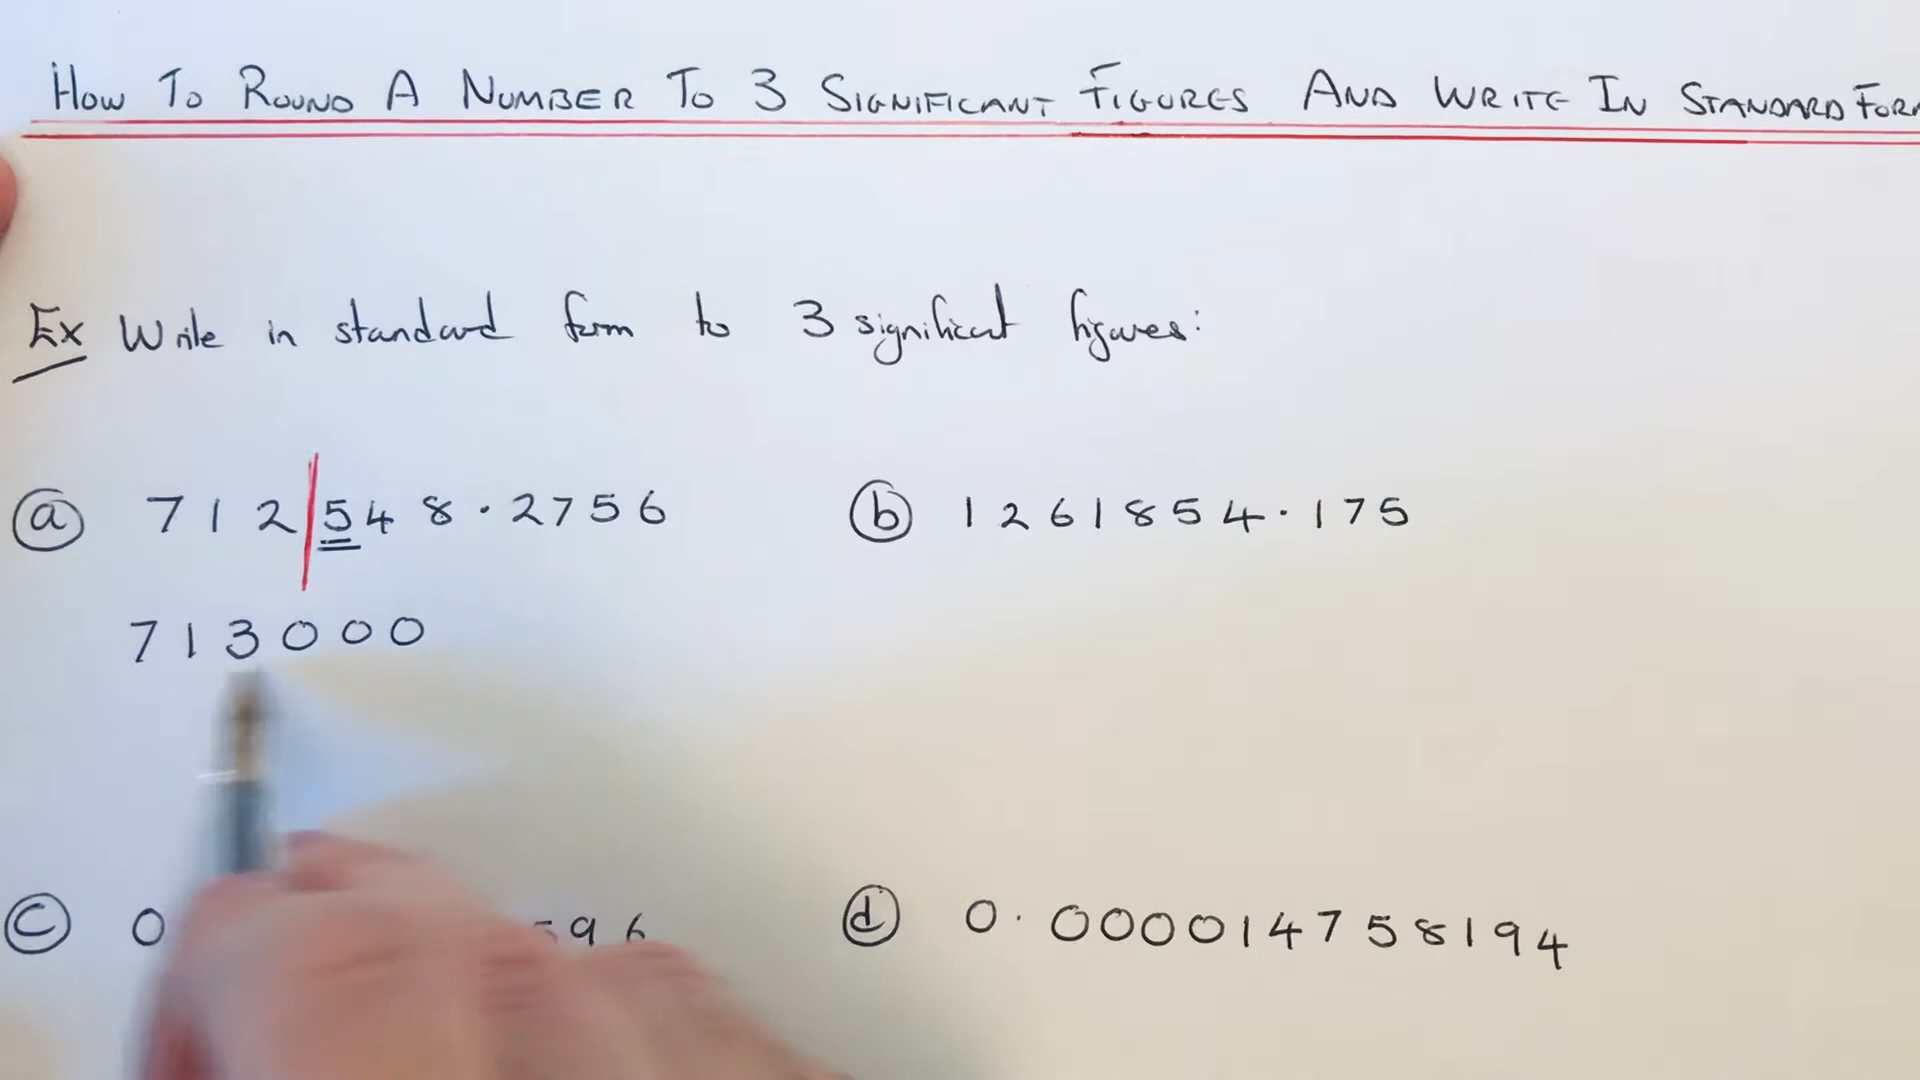 HOW TO ROUND A NUMBER TO 3 SIGNIFICANT FIGURES AND WRITE IN STANDARD FORM
Ex Write in standard form to 3 significant figures:
(a) 712548.2756
(b) 1261854.175
713000
(c) 0 96
(d) 0.000014758194